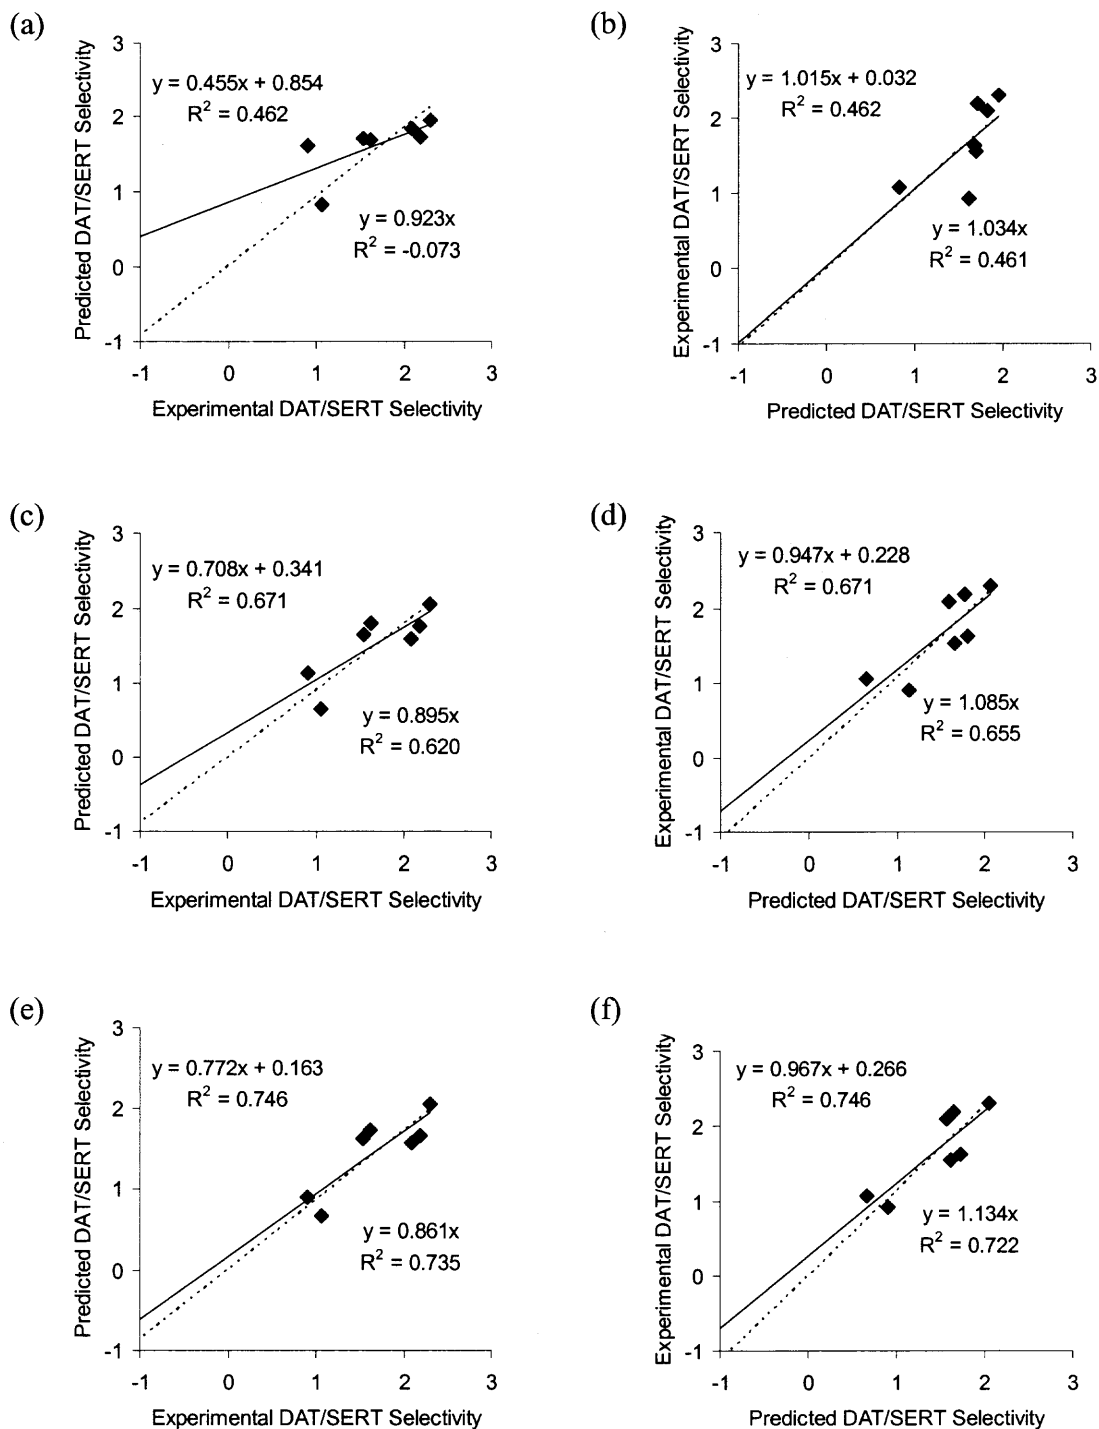 (a)
Predicted DAT/SERT Selectivity
3
2
1
0
-1
y = 0.455x + 0.854
R² = 0.462
y = 0.923x
R² = -0.073
-1 0 1 2 3
Experimental DAT/SERT Selectivity
(b)
Experimental DAT/SERT Selectivity
3
2
1
0
-1
y = 1.015x + 0.032
R² = 0.462
y = 1.034x
R² = 0.461
-1 0 1 2 3
Predicted DAT/SERT Selectivity
(c)
Predicted DAT/SERT Selectivity
3
2
1
0
-1
y = 0.708x + 0.341
R² = 0.671
y = 0.895x
R² = 0.620
-1 0 1 2 3
Experimental DAT/SERT Selectivity
(d)
Experimental DAT/SERT Selectivity
3
2
1
0
-1
y = 0.947x + 0.228
R² = 0.671
y = 1.085x
R² = 0.655
-1 0 1 2 3
Predicted DAT/SERT Selectivity
(e)
Predicted DAT/SERT Selectivity
3
2
1
0
-1
y = 0.772x + 0.163
R² = 0.746
y = 0.861x
R² = 0.735
-1 0 1 2 3
Experimental DAT/SERT Selectivity
(f)
Experimental DAT/SERT Selectivity
3
2
1
0
-1
y = 0.967x + 0.266
R² = 0.746
y = 1.134x
R² = 0.722
-1 0 1 2 3
Predicted DAT/SERT Selectivity